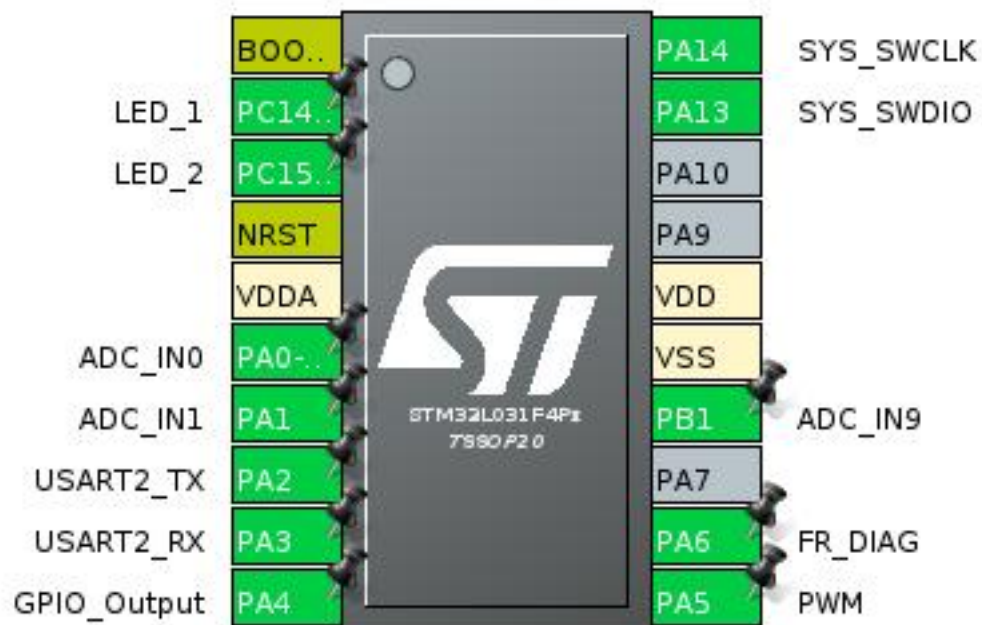 BOO.. PA14 SYS_SWCLK
LED_1 PC14.. PA13 SYS_SWDIO
LED_2 PC15.. PA10
NRST PA9
VDDA VDD
ADC_IN0 PA0-.. VSS
ADC_IN1 PA1 STM32L031F4Px PB1 ADC_IN9
TSSOP20
USART2_TX PA2 PA7
USART2_RX PA3 PA6 FR_DIAG
GPIO_Output PA4 PA5 PWM